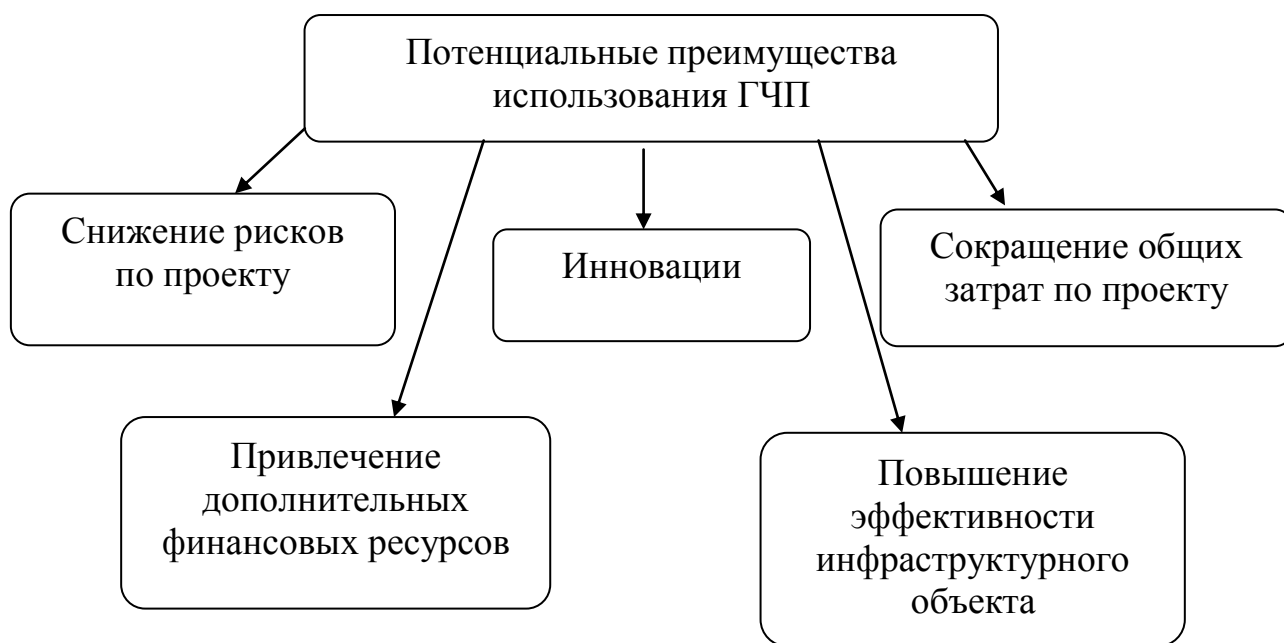 Потенциальные преимущества
использования ГЧП
Снижение рисков
по проекту
Инновации
Сокращение общих
затрат по проекту
Привлечение
дополнительных
финансовых ресурсов
Повышение
эффективности
инфраструктурного
объекта